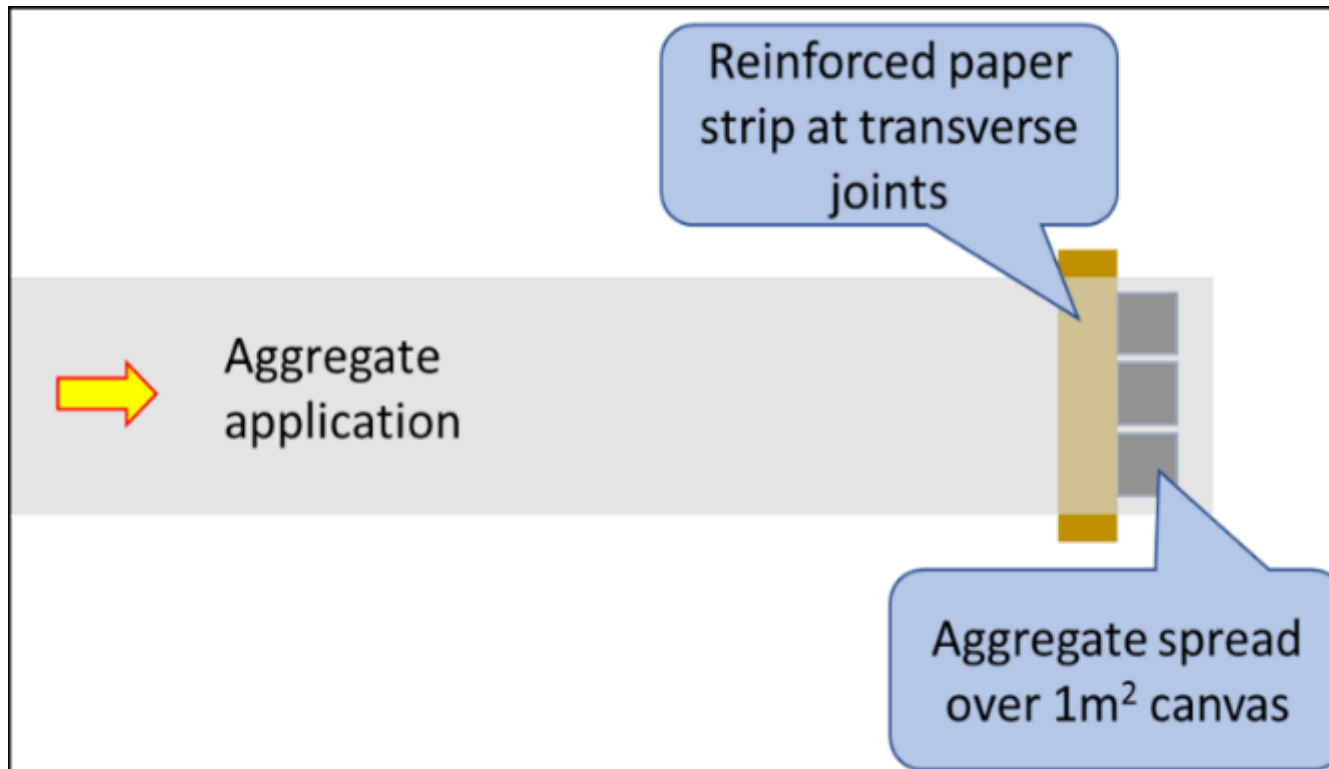 Reinforced paper
strip at transverse
joints
Aggregate
application
Aggregate spread
over 1m² canvas